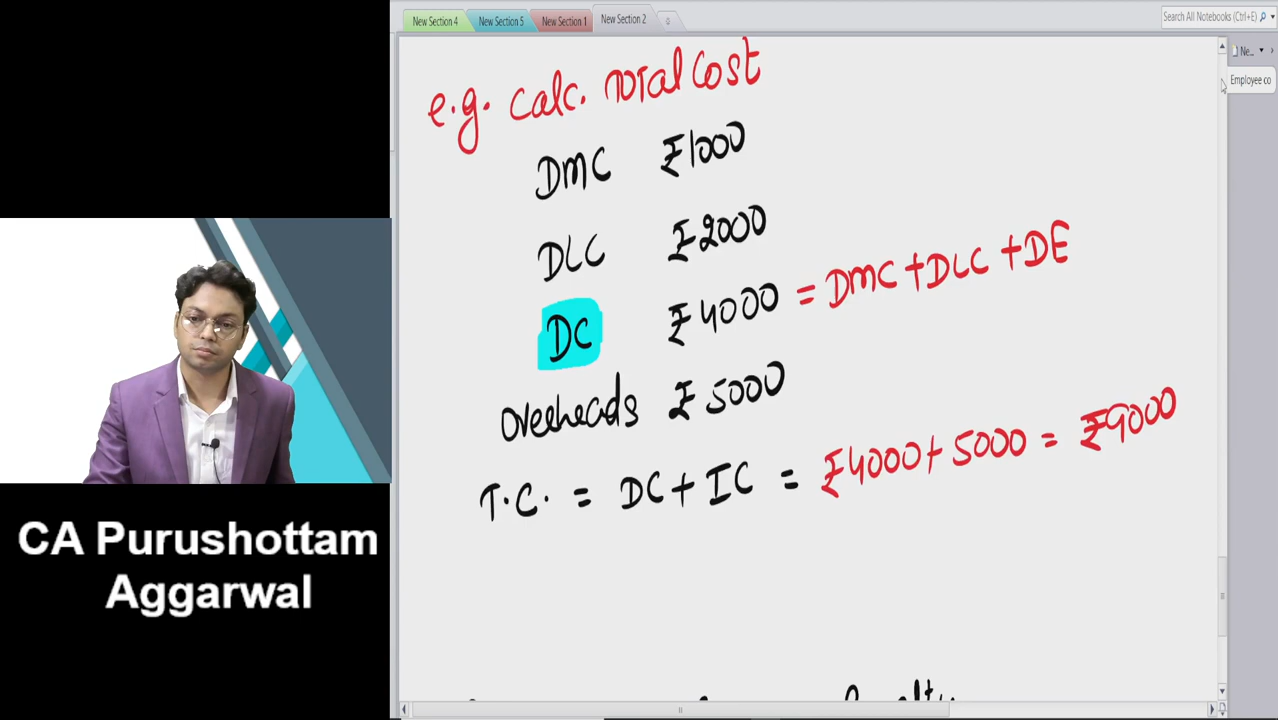 New Section 4 New Section 5 New Section 1 New Section 2
Search All Notebooks (Ctrl+E)
Ne...
Employee co
e.g. Calc. Total Cost
DMC ₹1000
DLC ₹2000
DC ₹4000 = DMC + DLC + DE
Overheads ₹5000
T.C. = DC + IC = ₹4000 + 5000 = ₹9000
CA Purushottam
Aggarwal